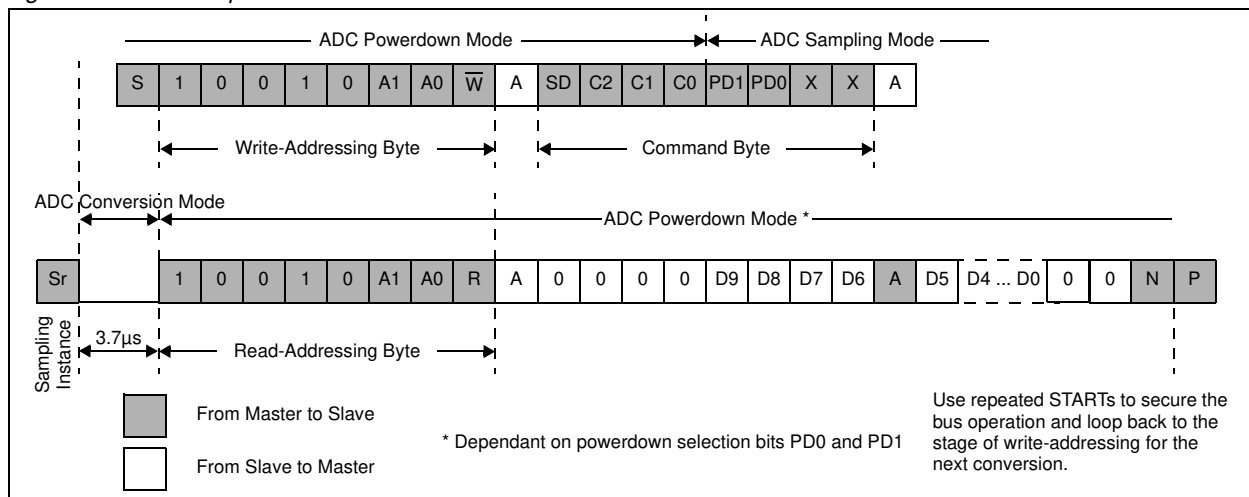 ADC Powerdown Mode ADC Sampling Mode
S 1 0 0 1 0 A1 A0 W̅ A SD C2 C1 C0 PD1 PD0 X X A
Write-Addressing Byte Command Byte
ADC Conversion Mode
ADC Powerdown Mode *
Sr 1 0 0 1 0 A1 A0 R A 0 0 0 0 D9 D8 D7 D6 A D5 D4 ... D0 0 0 N P
Sampling
Instance
3.7µs
Read-Addressing Byte
From Master to Slave
From Slave to Master
* Dependant on powerdown selection bits PD0 and PD1
Use repeated STARTs to secure the
bus operation and loop back to the
stage of write-addressing for the
next conversion.